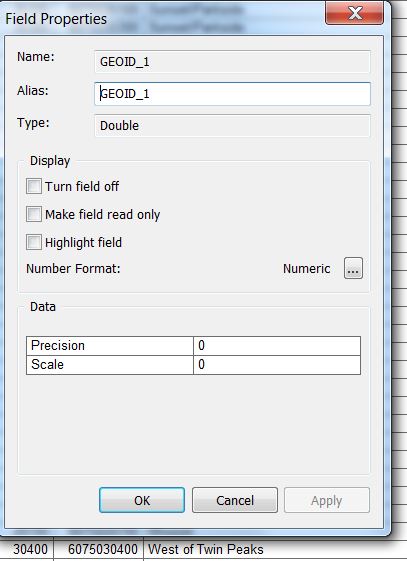 Field Properties
Name: GEOID_1
Alias: GEOID_1
Type: Double
Display
Turn field off
Make field read only
Highlight field
Number Format: Numeric ...
Data
Precision 0
Scale 0
OK Cancel Apply
30400 6075030400 West of Twin Peaks